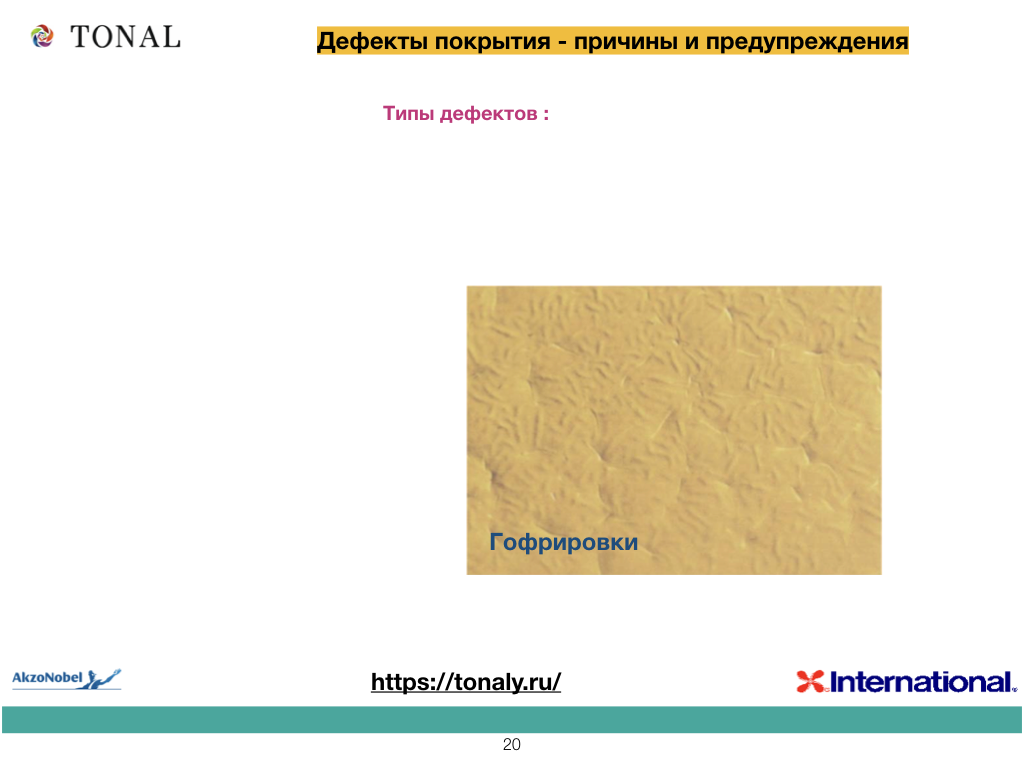 TONAL
Дефекты покрытия - причины и предупреждения
Типы дефектов :
Гофрировки
AkzoNobel
https://tonaly.ru/
International
20